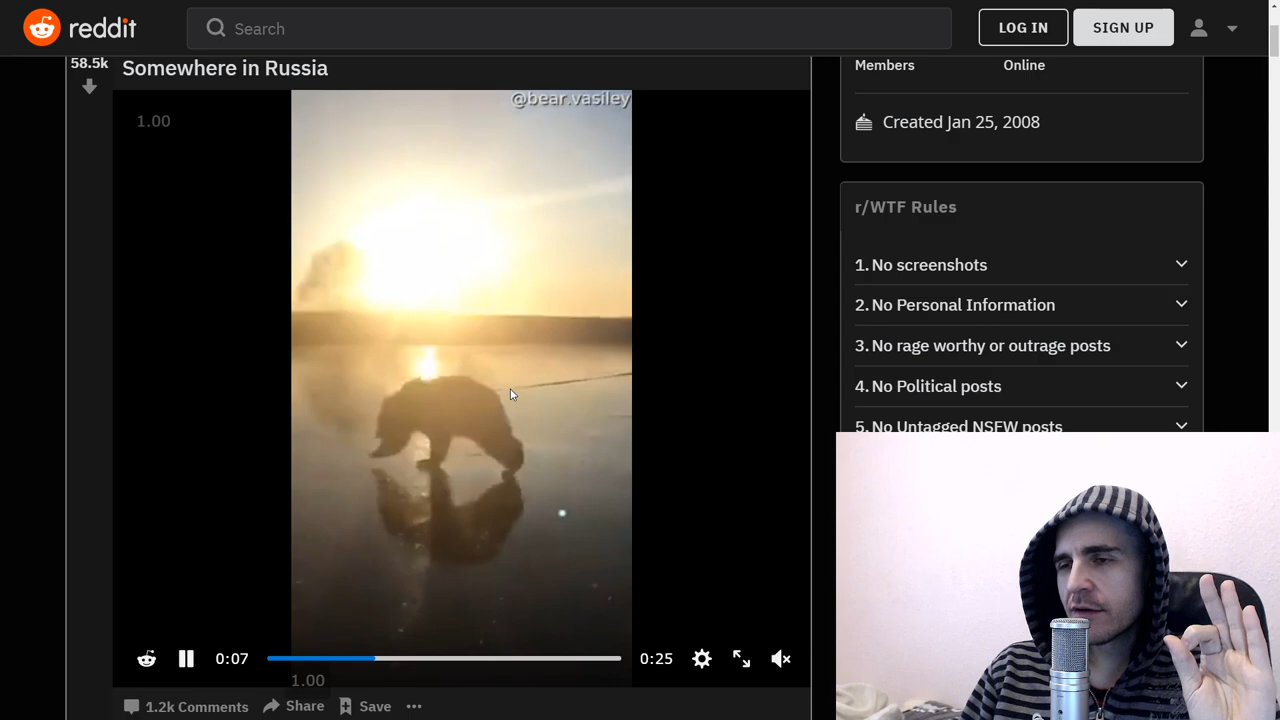 reddit
Search
LOG IN
SIGN UP
58.5k
Somewhere in Russia
@bear.vasiley
1.00
0:07
0:25
1.00
1.2k Comments
Share
Save
Members
Online
Created Jan 25, 2008
r/WTF Rules
1. No screenshots
2. No Personal Information
3. No rage worthy or outrage posts
4. No Political posts
5. No Untagged NSFW posts